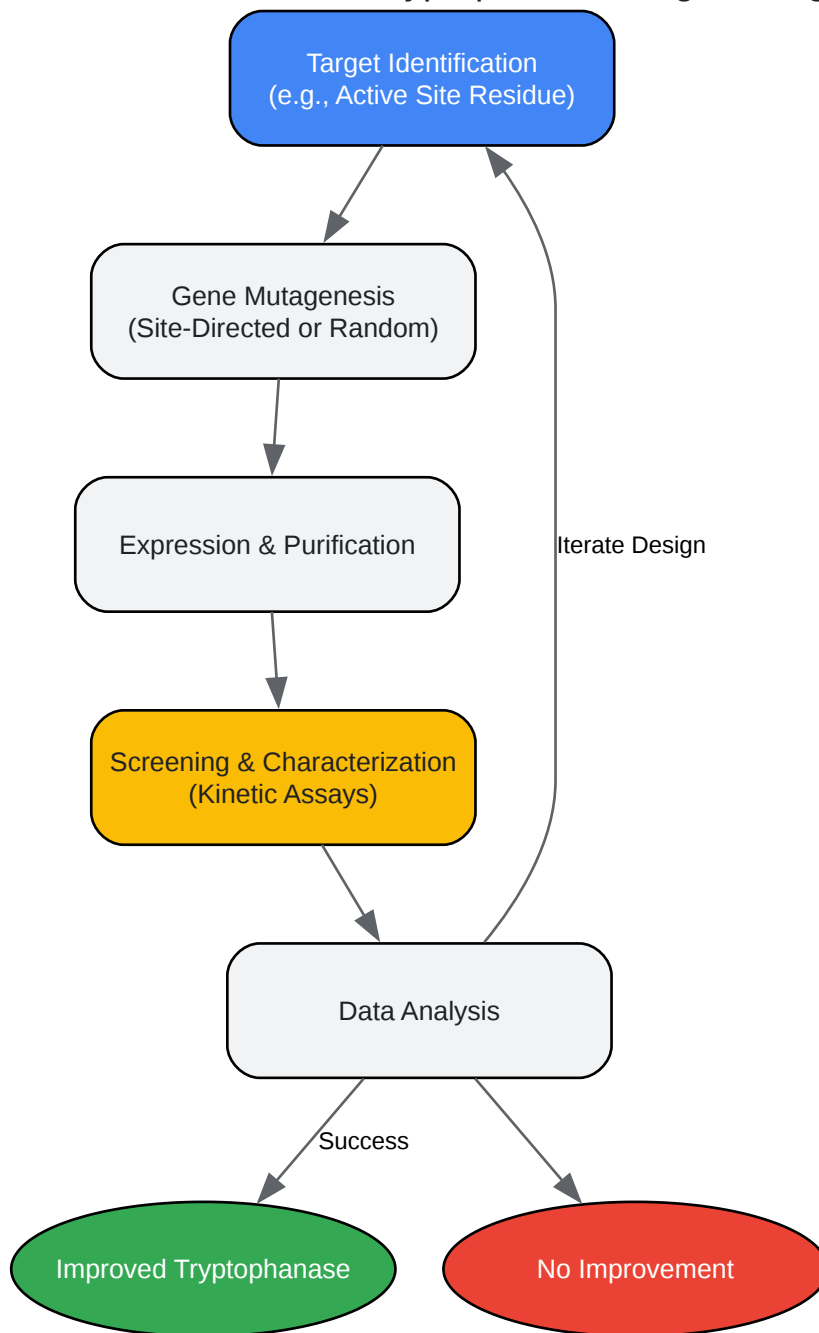 Target Identification
(e.g., Active Site Residue)
Gene Mutagenesis
(Site-Directed or Random)
Expression & Purification
Iterate Design
Screening & Characterization
(Kinetic Assays)
Data Analysis
Success
Improved Tryptophanase
No Improvement